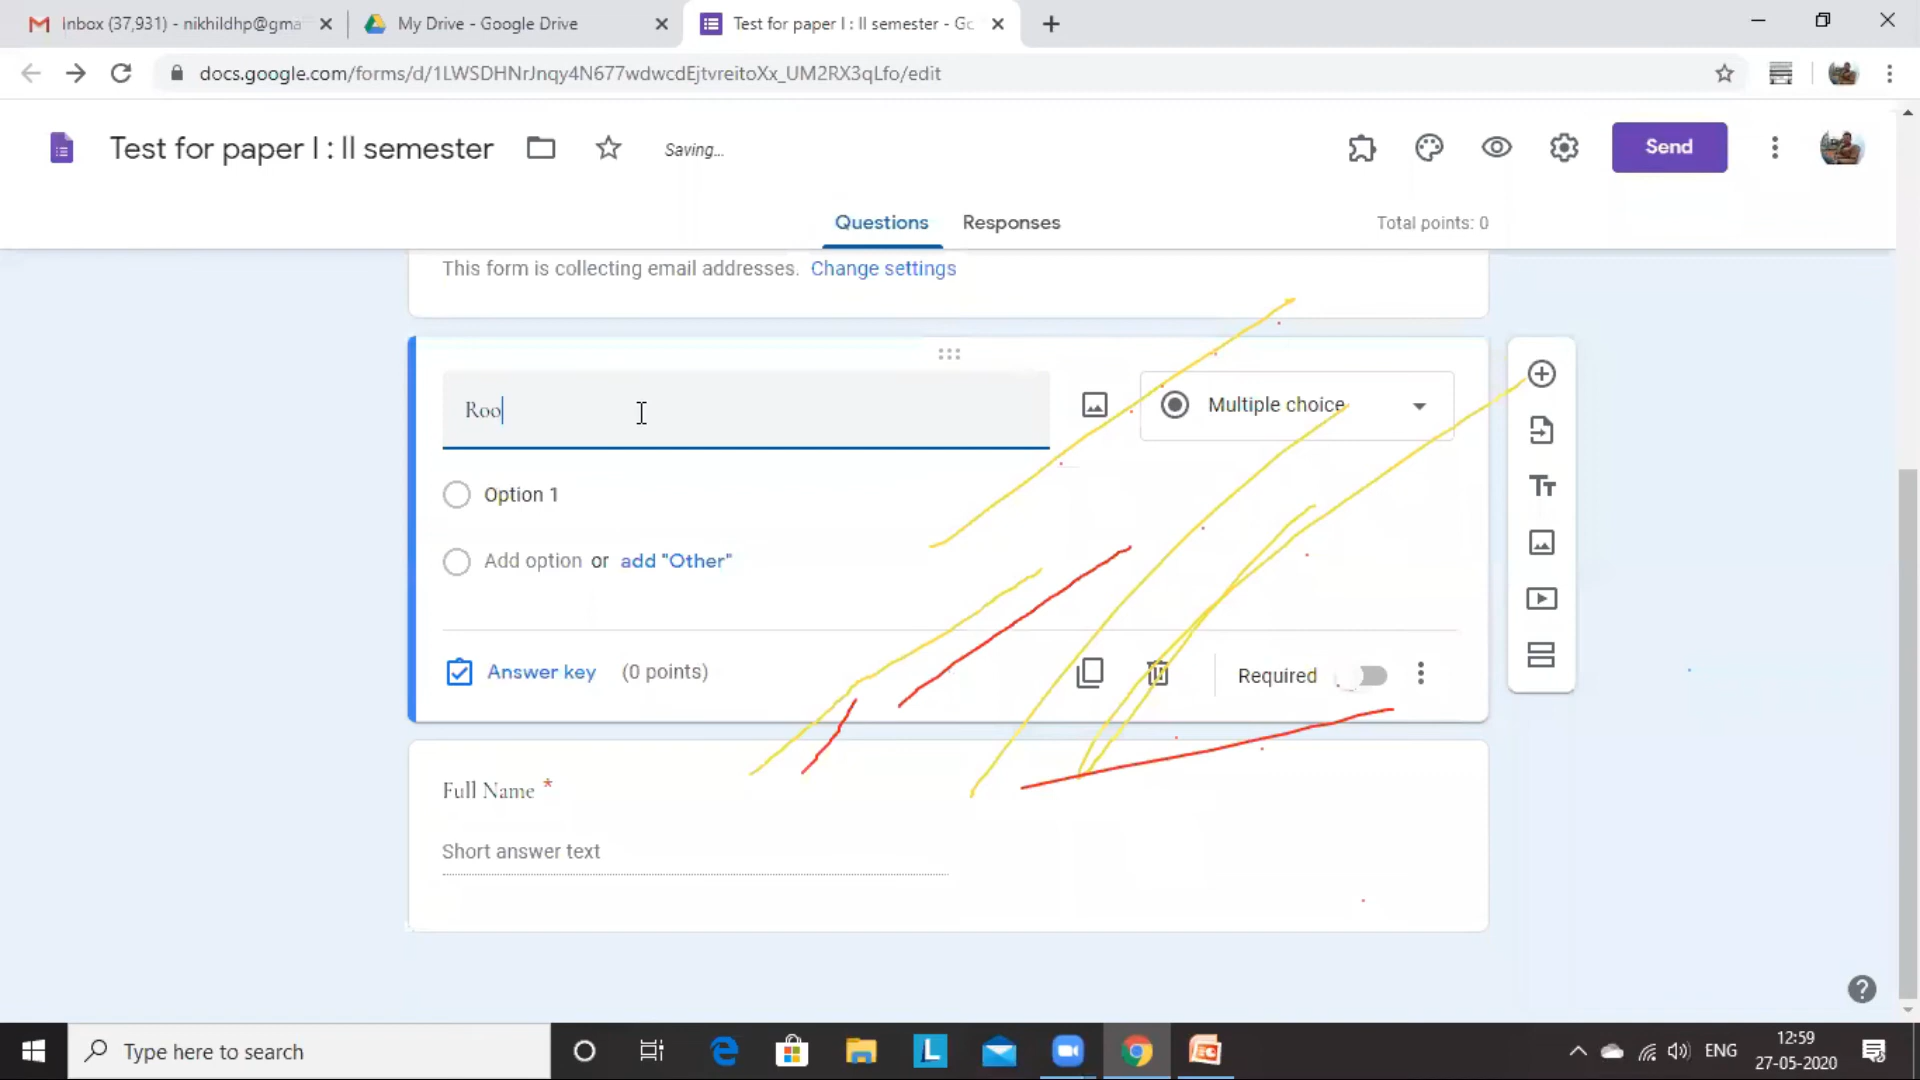 Inbox (37,931) - nikhildhp@gma
My Drive - Google Drive
Test for paper I : II semester - Go
docs.google.com/forms/d/1LWSDHNrJnqy4N677wdwcdEjtvreitoXx_UM2RX3qLfo/edit
Test for paper I : II semester
Saving...
Send
Questions
Responses
Total points: 0
This form is collecting email addresses. Change settings
Roo
Multiple choice
Option 1
Add option or add "Other"
Answer key (0 points)
Required
Full Name *
Short answer text
Type here to search
ENG
12:59
27-05-2020